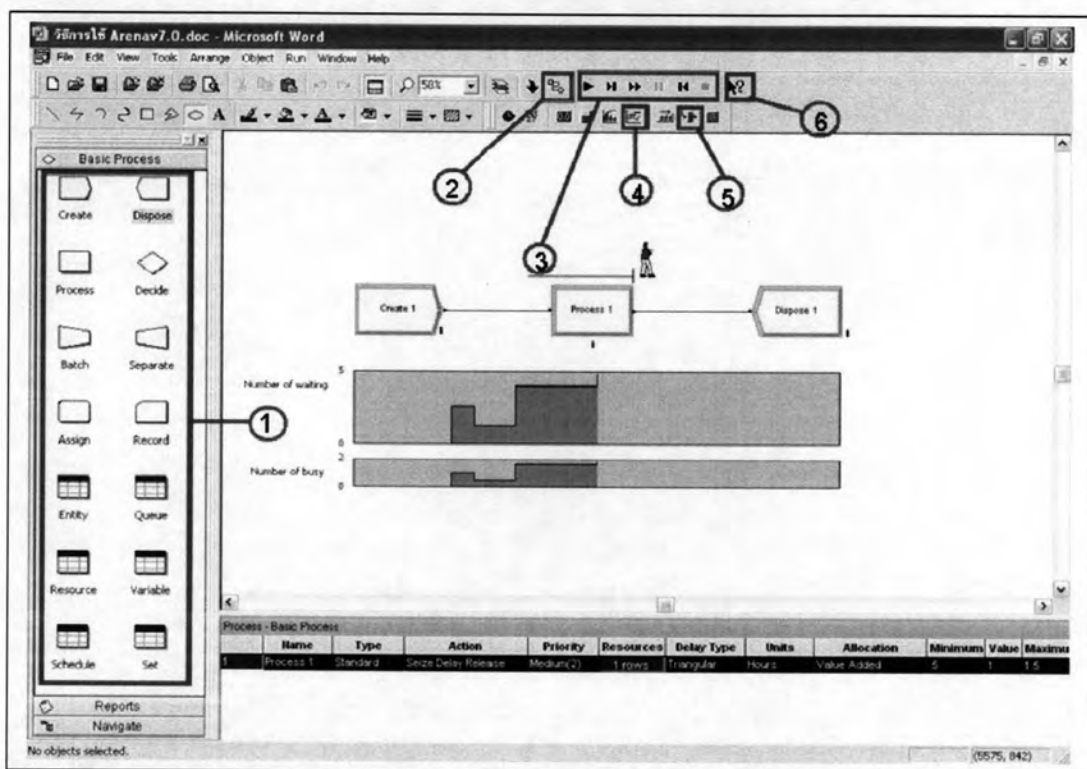 วิธีการใช้ Arenav7.0.doc - Microsoft Word
File Edit View Tools Arrange Object Run Window Help
58%
A
Basic Process
Create Dispose
Process Decide
Batch Separate
Assign Record
Entity Queue
Resource Variable
Schedule Set
Reports
Navigate
1
2
3
4
5
6
Create 1
Process 1
Dispose 1
Number of waiting
5
0
Number of busy
2
0
Process - Basic Process
Name Type Action Priority Resources Delay Type Units Allocation Minimum Value Maximu
1 Process 1 Standard Seize Delay Release Medium(2) 1 rows Triangular Hours Value Added .5 1 1.5
No objects selected.
(5575, 842)